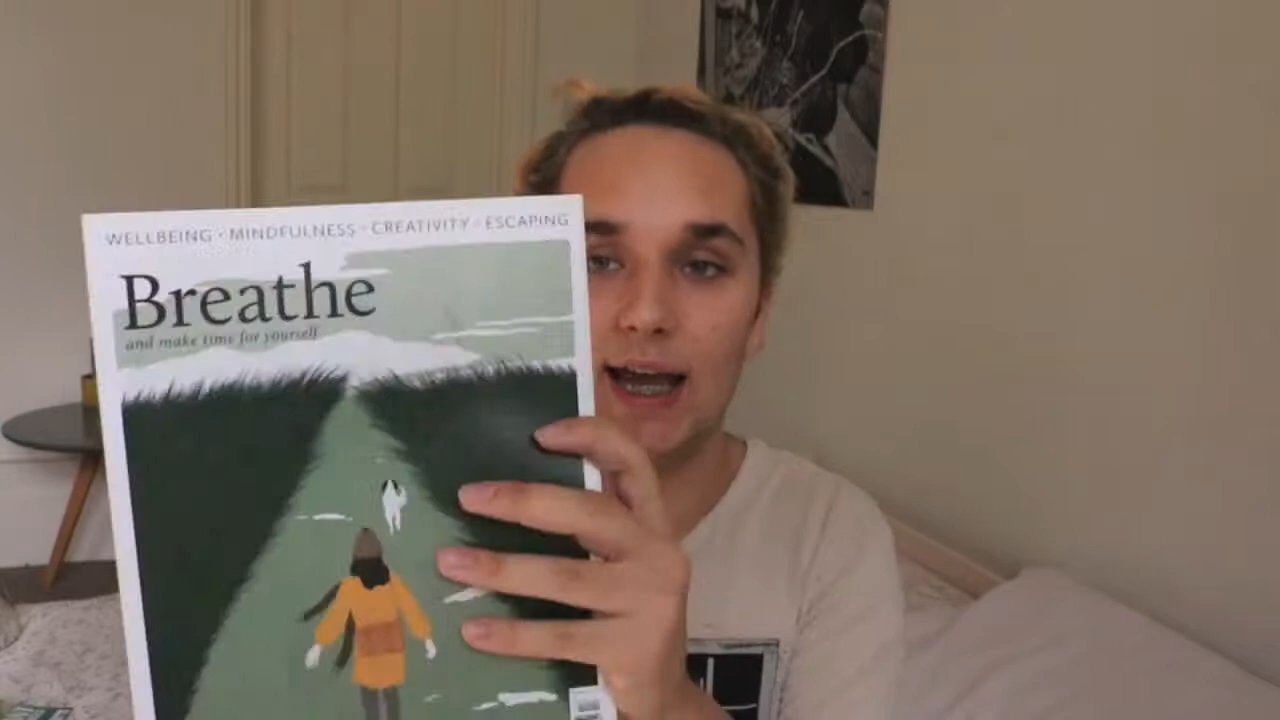 WELLBEING · MINDFULNESS · CREATIVITY · ESCAPING
Breathe
and make time for yourself